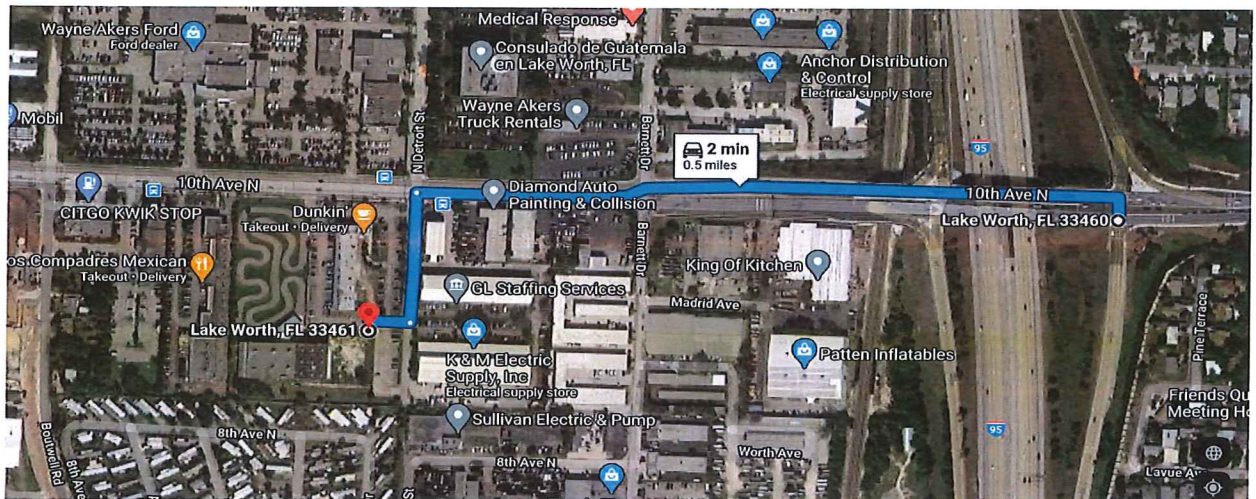 Medical Response
Wayne Akers Ford
Ford dealer
Consulado de Guatemala
en Lake Worth, FL
Anchor Distribution
& Control
Electrical supply store
Mobil
Wayne Akers
Truck Rentals
N Detroit St
Barnett Dr
2 min
0.5 miles
95
10th Ave N
10th Ave N
CITGO KWIK STOP
Diamond Auto
Painting & Collision
Dunkin'
Takeout • Delivery
Lake Worth, FL 33460
os Compadres Mexican
Takeout • Delivery
Barnett Dr
King Of Kitchen
GL Staffing Services
Madrid Ave
Pine Terrace
Lake Worth, FL 33461
K & M Electric
Supply, Inc
Electrical supply store
Patten Inflatables
Friends Qu
Meeting Ho
Sullivan Electric & Pump
95
8th Ave N
Boutwell Rd
8th Ave
8th Ave N
Worth Ave
Lavue Av
St